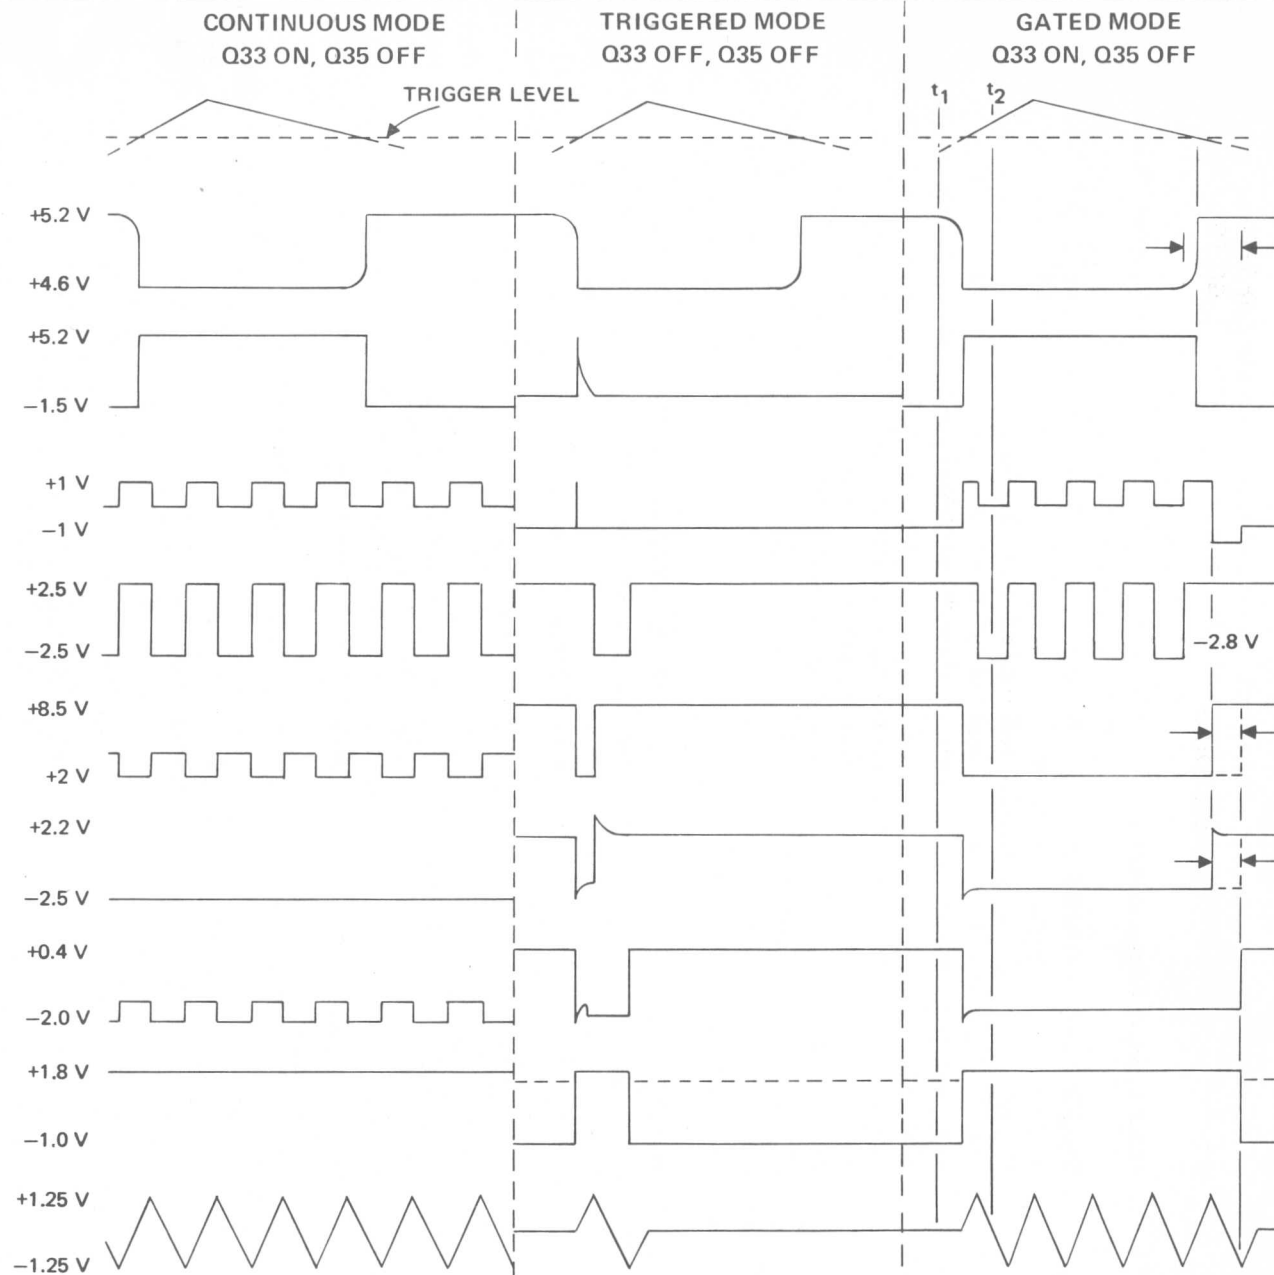 CONTINUOUS MODE
Q33 ON, Q35 OFF
TRIGGERED MODE
Q33 OFF, Q35 OFF
GATED MODE
Q33 ON, Q35 OFF
TRIGGER LEVEL
t1
t2
+5.2 V
+4.6 V
+5.2 V
−1.5 V
+1 V
−1 V
+2.5 V
−2.5 V
−2.8 V
+8.5 V
+2 V
+2.2 V
−2.5 V
+0.4 V
−2.0 V
+1.8 V
−1.0 V
+1.25 V
−1.25 V